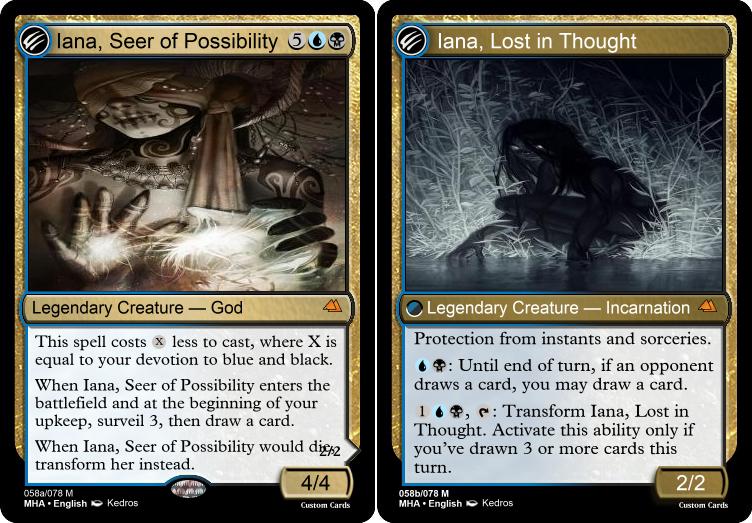 Iana, Seer of Possibility 5
This spell costs X less to cast, where X is
equal to your devotion to blue and black.
When Iana, Seer of Possibility enters the
battlefield and at the beginning of your
upkeep, surveil 3, then draw a card.
When Iana, Seer of Possibility would die,
transform her instead.
2/2
Legendary Creature — God
4/4
058a/078 M
MHA • English Kedros
Custom Cards
Iana, Lost in Thought
Legendary Creature — Incarnation
Protection from instants and sorceries.
: Until end of turn, if an opponent
draws a card, you may draw a card.
1 , : Transform Iana, Lost in
Thought. Activate this ability only if
you've drawn 3 or more cards this
turn.
2/2
058b/078 M
MHA • English Kedros
Custom Cards